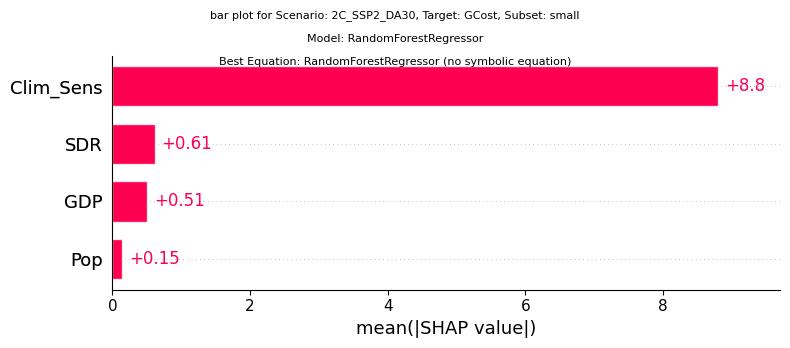 bar plot for Scenario: 2C_SSP2_DA30, Target: GCost, Subset: small
Model: RandomForestRegressor
Best Equation: RandomForestRegressor (no symbolic equation)
Clim_Sens +8.8
SDR +0.61
GDP +0.51
Pop +0.15
0 2 4 6 8
mean(|SHAP value|)